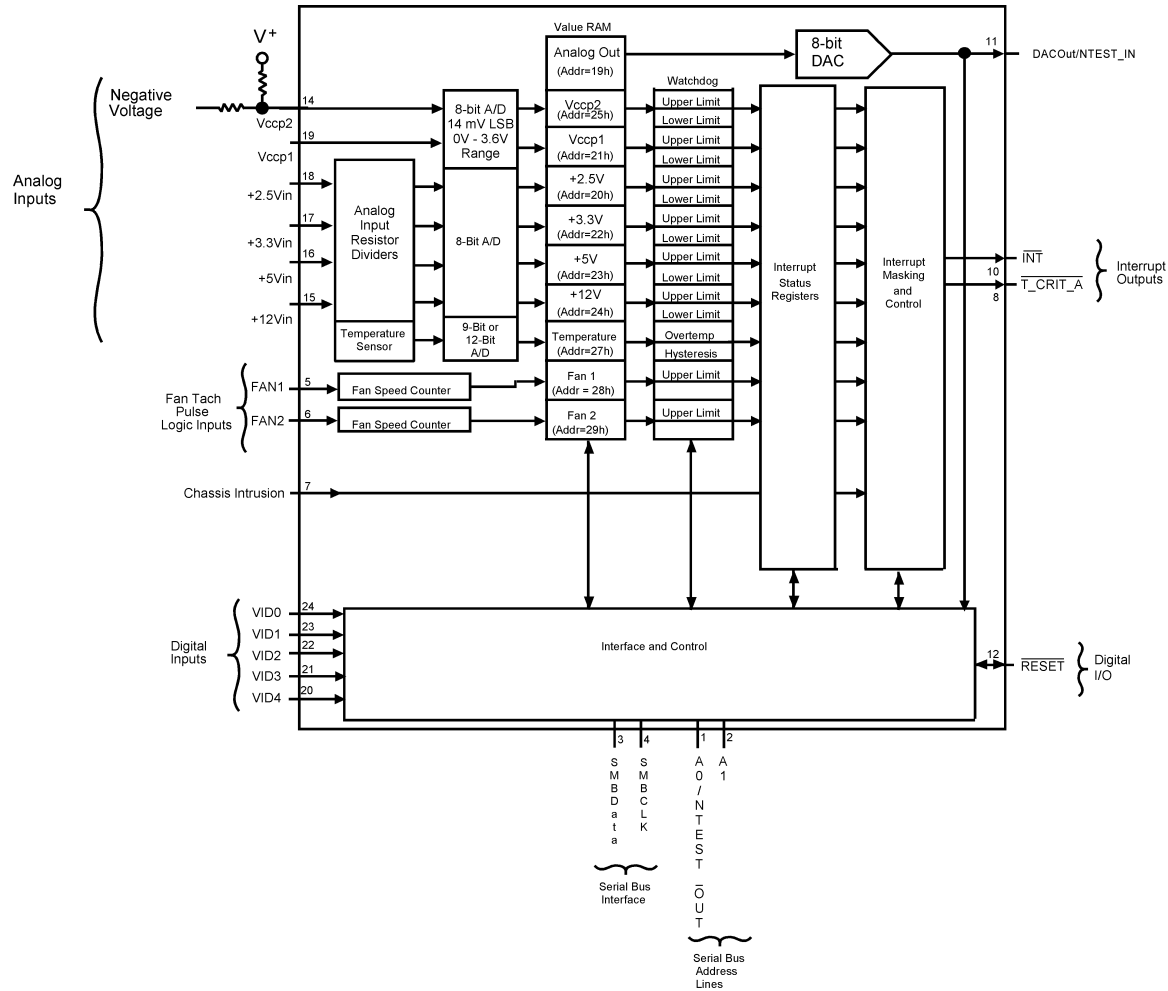 Value RAM
V+
Analog Out
(Addr=19h)
8-bit
DAC
11
DACOut/NTEST_IN
Watchdog
Negative
Voltage
14
Vccp2
19
Vccp1
8-bit A/D
14 mV LSB
0V - 3.6V
Range
Vccp2
(Addr=25h)
Upper Limit
Lower Limit
Vccp1
(Addr=21h)
Upper Limit
Lower Limit
Analog
Inputs
18
+2.5Vin
17
+3.3Vin
16
+5Vin
15
+12Vin
Analog
Input
Resistor
Dividers
8-Bit A/D
+2.5V
(Addr=20h)
Upper Limit
Lower Limit
+3.3V
(Addr=22h)
Upper Limit
Lower Limit
+5V
(Addr=23h)
Upper Limit
Lower Limit
+12V
(Addr=24h)
Upper Limit
Lower Limit
Interrupt
Status
Registers
Interrupt
Masking
and
Control
INT
10
T_CRIT_A
8
Interrupt
Outputs
Temperature
Sensor
9-Bit or
12-Bit
A/D
Temperature
(Addr=27h)
Overtemp
Hysteresis
Fan Tach
Pulse
Logic Inputs
FAN1
5
Fan Speed Counter
Fan 1
(Addr = 28h)
Upper Limit
FAN2
6
Fan Speed Counter
Fan 2
(Addr=29h)
Upper Limit
Chassis Intrusion
7
Digital
Inputs
VID0
24
VID1
23
VID2
22
VID3
21
VID4
20
Interface and Control
12
RESET
Digital
I/O
3
4
1
2
SMBData
SMBCLK
A0/NTEST OUT
A1
Serial Bus
Interface
Serial Bus
Address
Lines